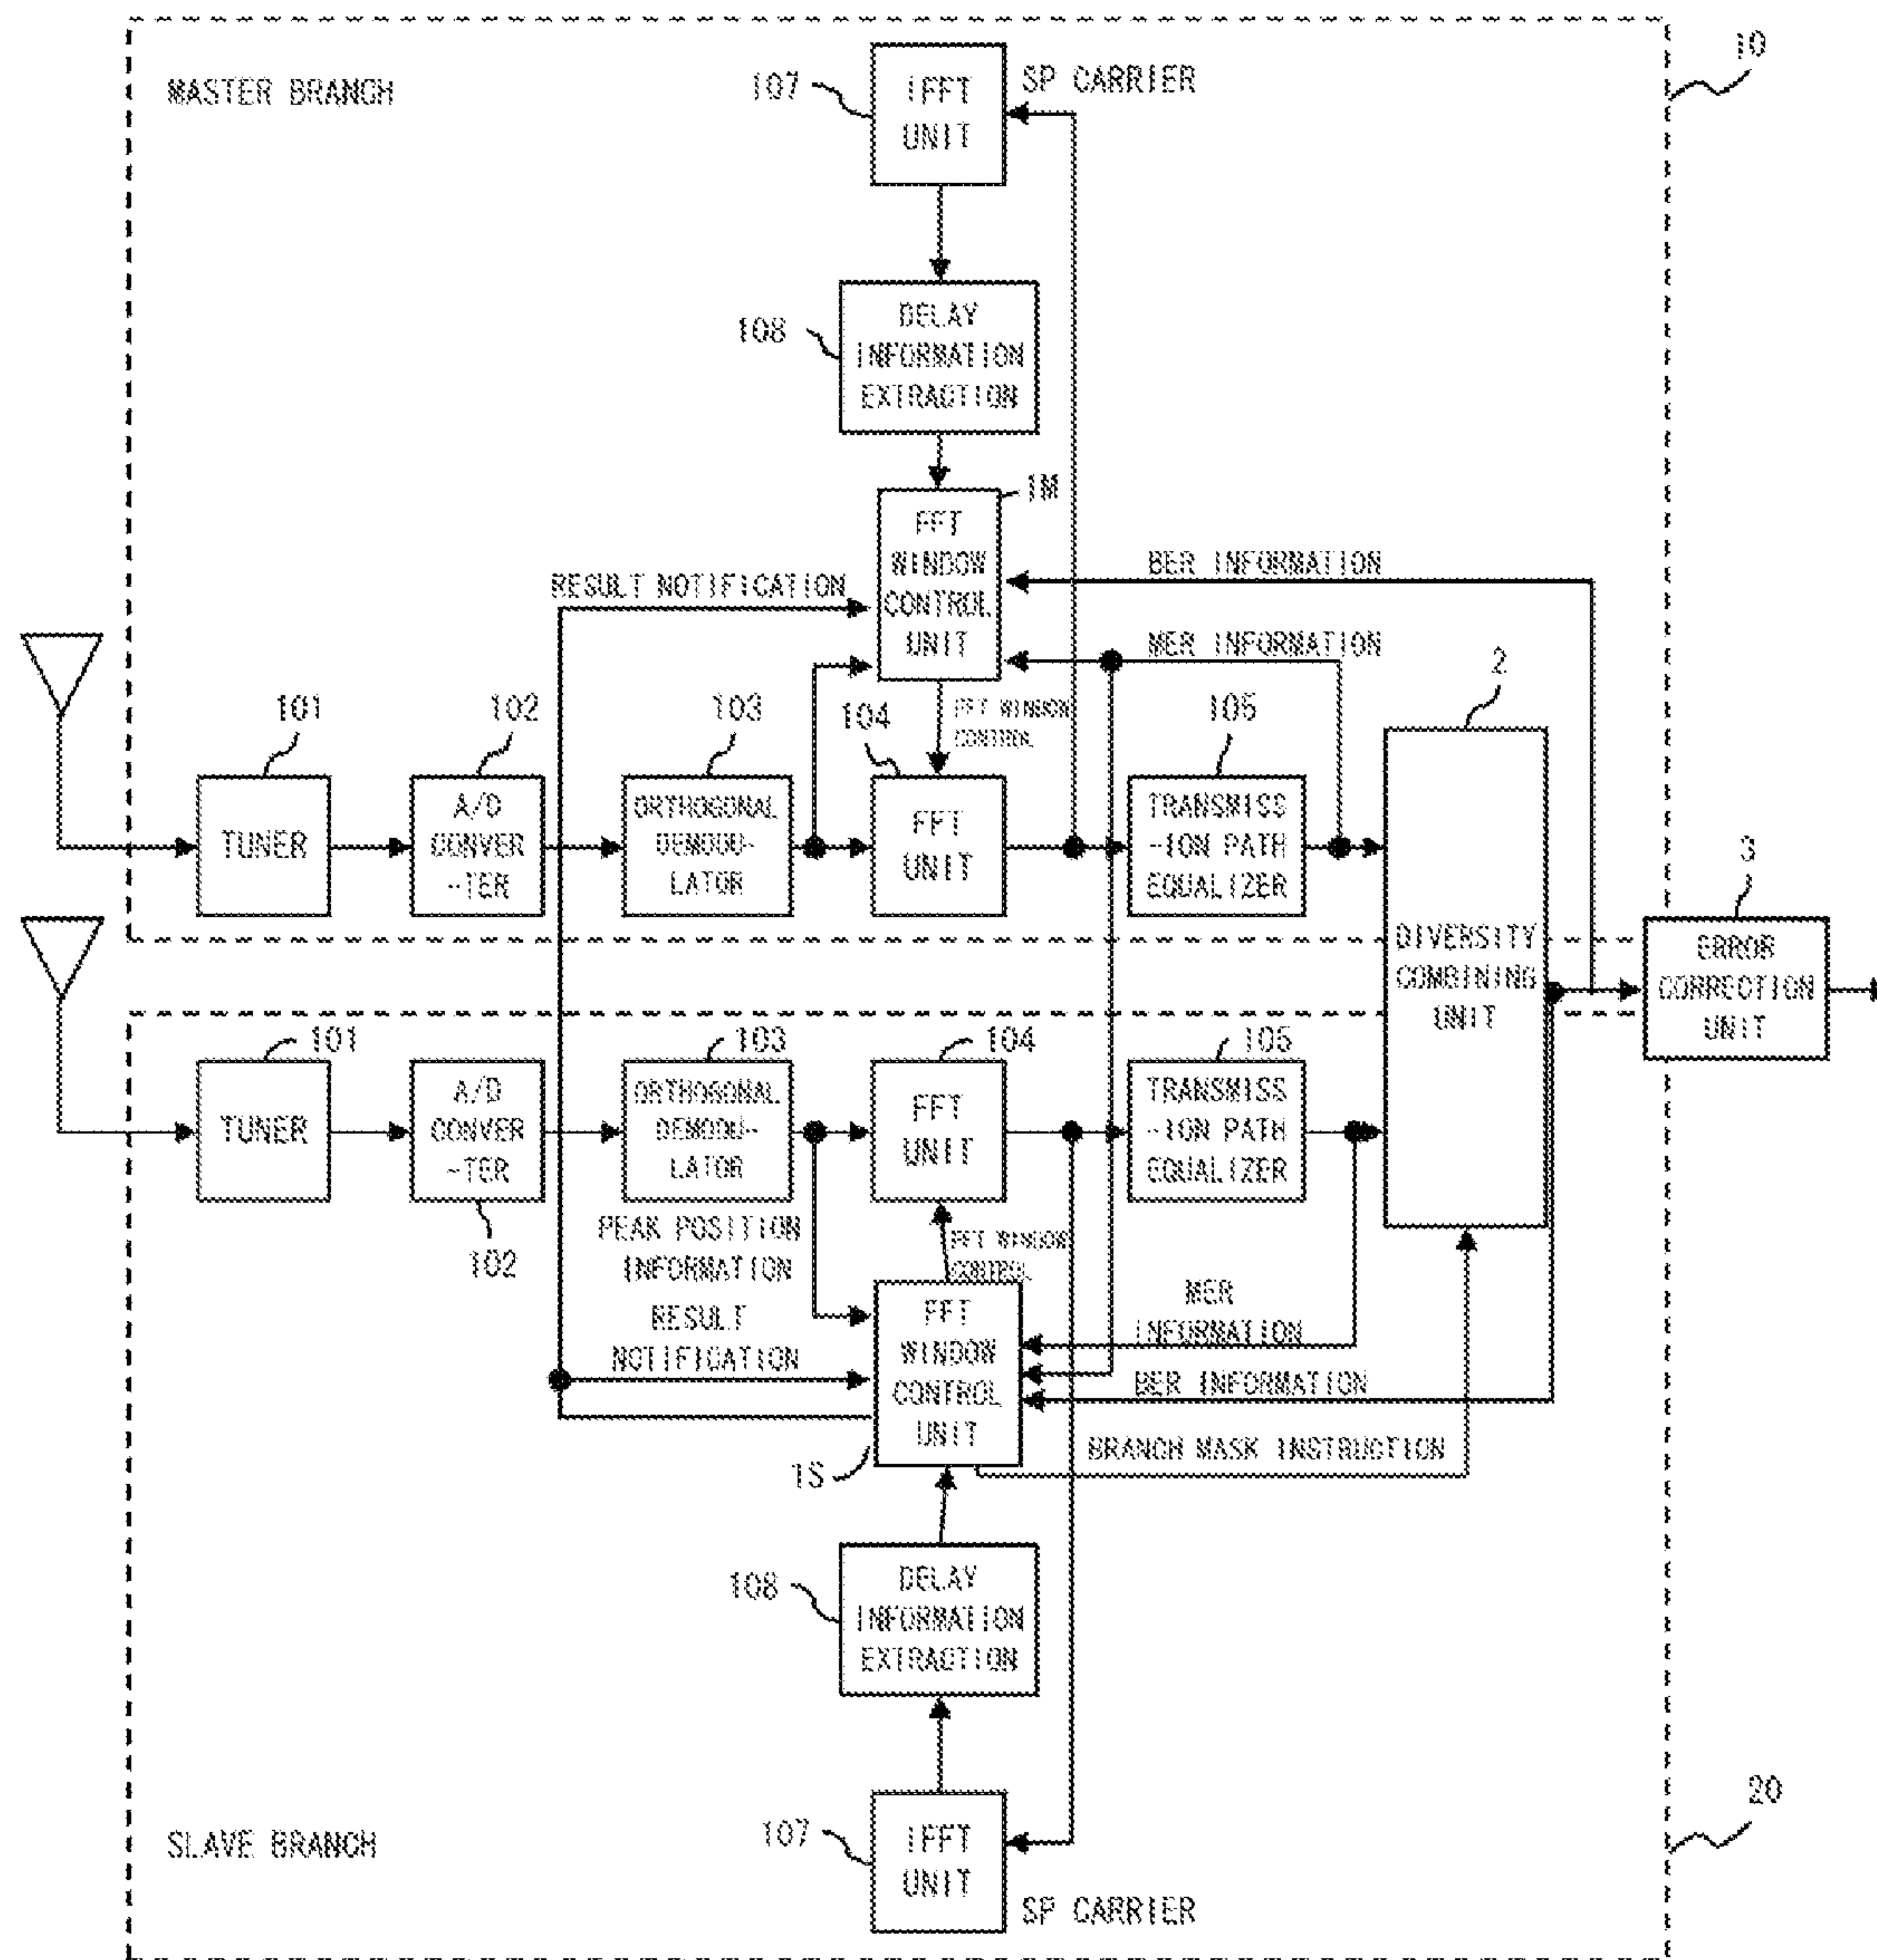 10
MASTER BRANCH
107
IFFT
UNIT
SP CARRIER
108
DELAY
INFORMATION
EXTRACTION
1M
FFT
WINDOW
CONTROL
UNIT
RESULT NOTIFICATION
BER INFORMATION
MER INFORMATION
2
101
102
103
104
FFT WINDOW
CONTROL
105
TUNER
A/D
CONVER
-TER
ORTHOGONAL
DEMODU-
LATOR
FFT
UNIT
TRANSMISS
-ION PATH
EQUALIZER
3
DIVERSITY
COMBINING
UNIT
ERROR
CORRECTION
UNIT
101
103
104
105
TUNER
A/D
CONVER
-TER
ORTHOGONAL
DEMODU-
LATOR
FFT
UNIT
TRANSMISS
-ION PATH
EQUALIZER
102
PEAK POSITION
INFORMATION
FFT WINDOW
CONTROL
RESULT
NOTIFICATION
FFT
WINDOW
CONTROL
UNIT
MER
INFORMATION
BER INFORMATION
BRANCH MASK INSTRUCTION
1S
108
DELAY
INFORMATION
EXTRACTION
20
SLAVE BRANCH
107
IFFT
UNIT
SP CARRIER